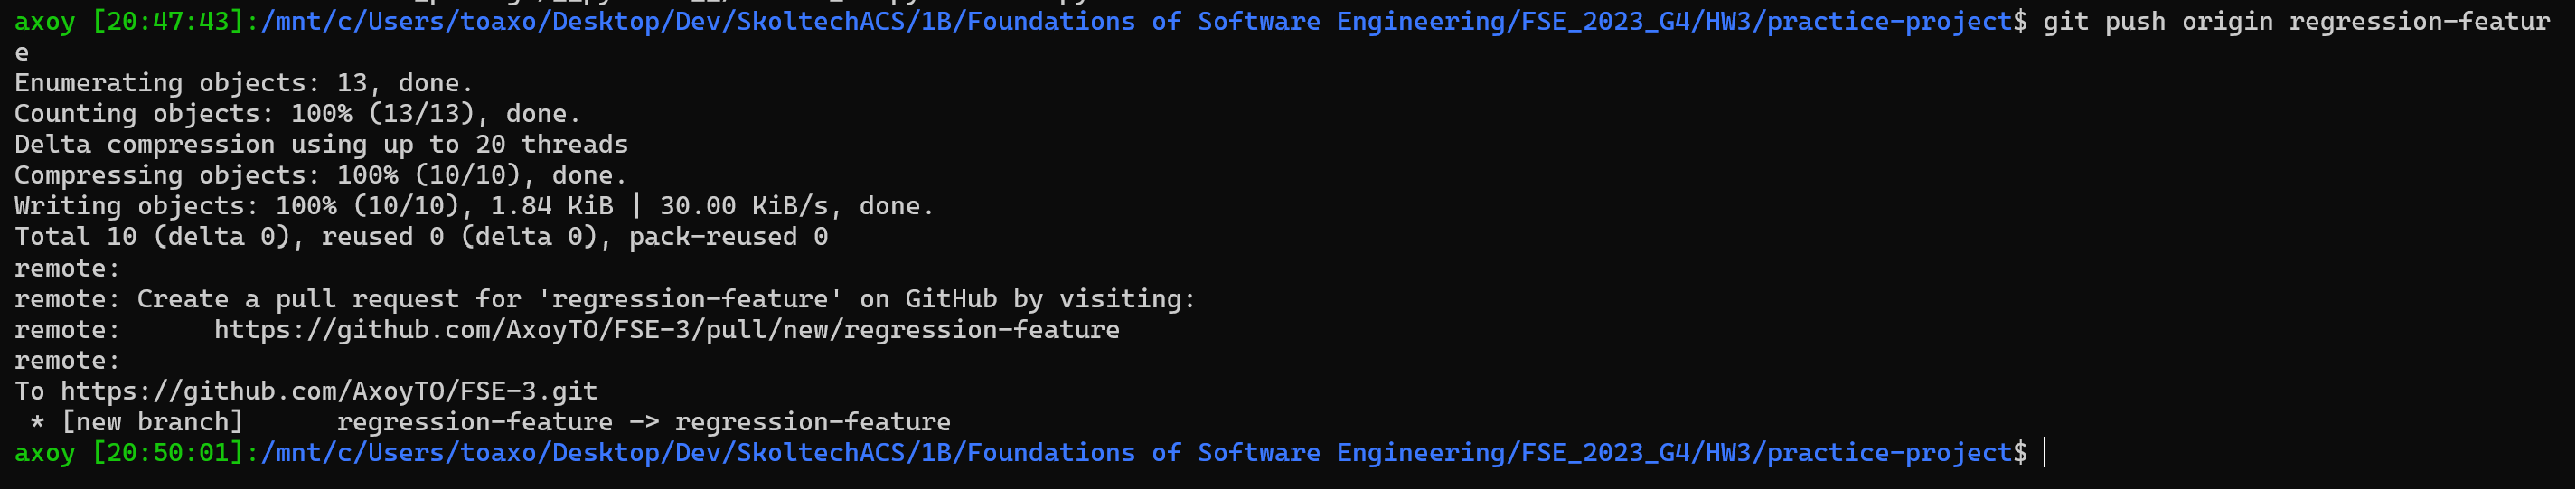 axoy [20:47:43]:/mnt/c/Users/toaxo/Desktop/Dev/SkoltechACS/1B/Foundations of Software Engineering/FSE_2023_G4/HW3/practice-project$ git push origin regression-featur
e
Enumerating objects: 13, done.
Counting objects: 100% (13/13), done.
Delta compression using up to 20 threads
Compressing objects: 100% (10/10), done.
Writing objects: 100% (10/10), 1.84 KiB | 30.00 KiB/s, done.
Total 10 (delta 0), reused 0 (delta 0), pack-reused 0
remote:
remote: Create a pull request for 'regression-feature' on GitHub by visiting:
remote:      https://github.com/AxoyTO/FSE-3/pull/new/regression-feature
remote:
To https://github.com/AxoyTO/FSE-3.git
 * [new branch]      regression-feature -> regression-feature
axoy [20:50:01]:/mnt/c/Users/toaxo/Desktop/Dev/SkoltechACS/1B/Foundations of Software Engineering/FSE_2023_G4/HW3/practice-project$